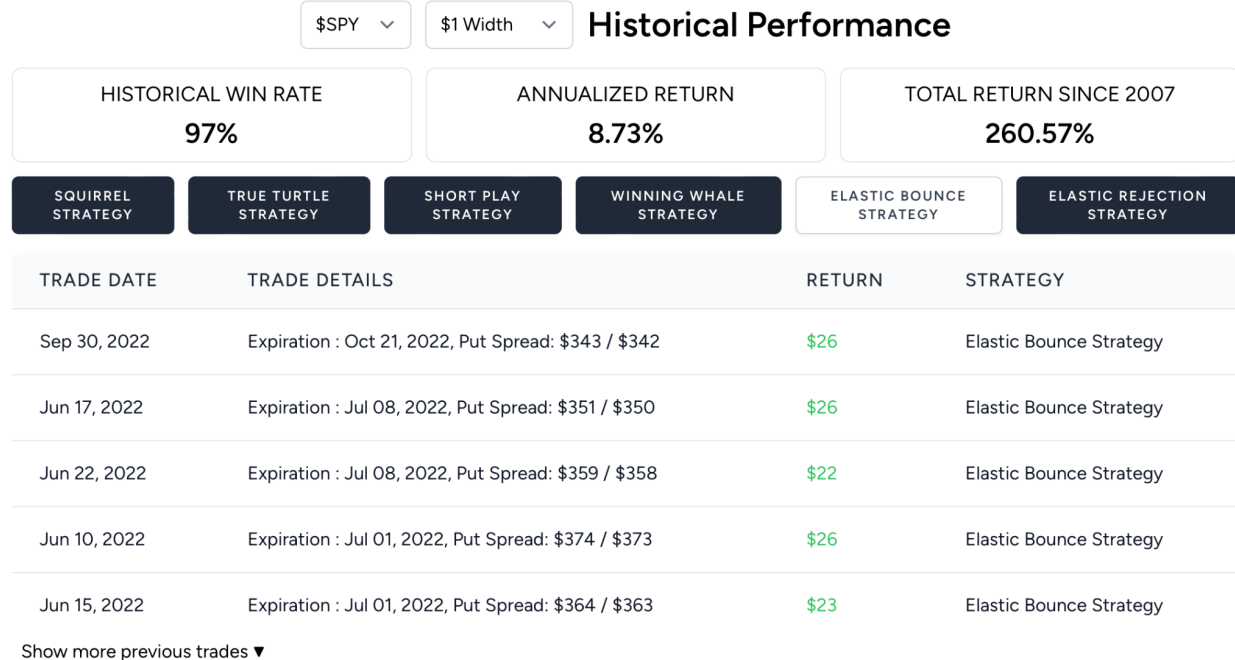 $SPY $1 Width Historical Performance
HISTORICAL WIN RATE ANNUALIZED RETURN TOTAL RETURN SINCE 2007
97% 8.73% 260.57%
SQUIRREL TRUE TURTLE SHORT PLAY WINNING WHALE ELASTIC BOUNCE ELASTIC REJECTION
STRATEGY STRATEGY STRATEGY STRATEGY STRATEGY STRATEGY
TRADE DATE TRADE DETAILS RETURN STRATEGY
Sep 30, 2022 Expiration : Oct 21, 2022, Put Spread: $343 / $342 $26 Elastic Bounce Strategy
Jun 17, 2022 Expiration : Jul 08, 2022, Put Spread: $351 / $350 $26 Elastic Bounce Strategy
Jun 22, 2022 Expiration : Jul 08, 2022, Put Spread: $359 / $358 $22 Elastic Bounce Strategy
Jun 10, 2022 Expiration : Jul 01, 2022, Put Spread: $374 / $373 $26 Elastic Bounce Strategy
Jun 15, 2022 Expiration : Jul 01, 2022, Put Spread: $364 / $363 $23 Elastic Bounce Strategy
Show more previous trades ▼